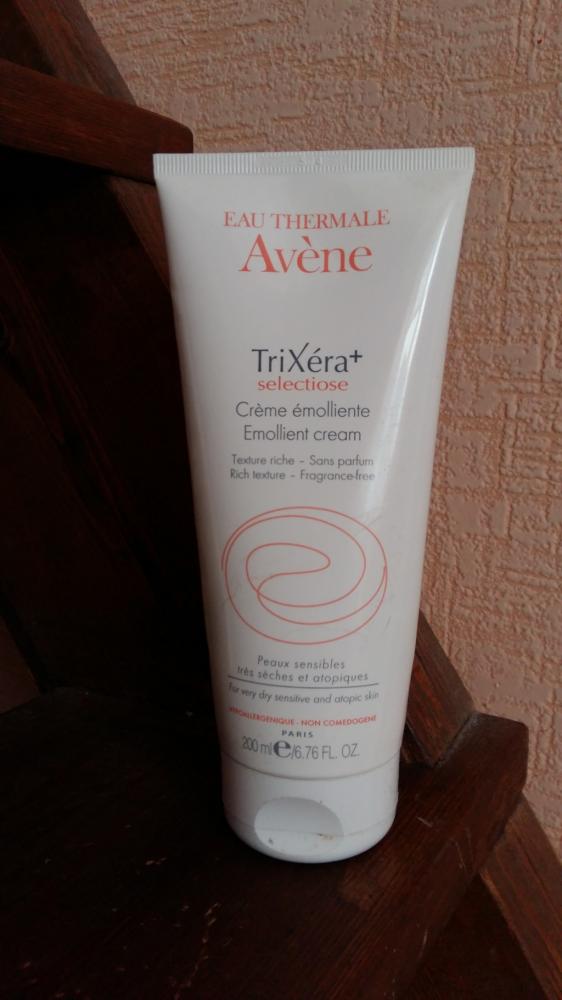 EAU THERMALE
Avène
TriXéra+
selectiose
Crème émolliente
Emollient cream
Texture riche – Sans parfum
Rich texture – Fragrance-free
Peaux sensibles
très sèches et atopiques
For very dry sensitive and atopic skin
HYPOALLERGÉNIQUE - NON COMEDOGÈNE
PARIS
200 ml e/6.76 FL. OZ.